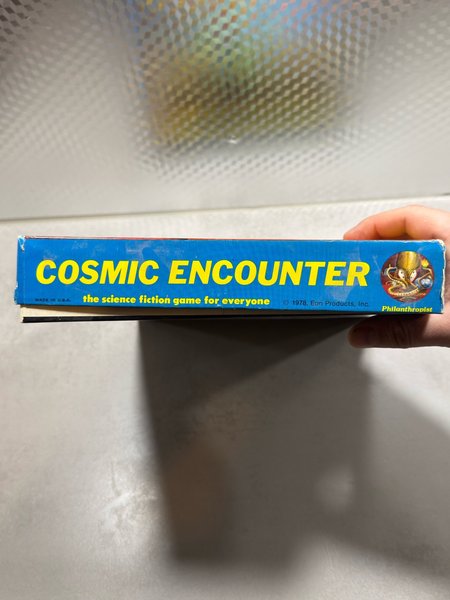 COSMIC ENCOUNTER
MADE IN U.S.A.
the science fiction game for everyone
© 1978, Eon Products, Inc.
Philanthropist